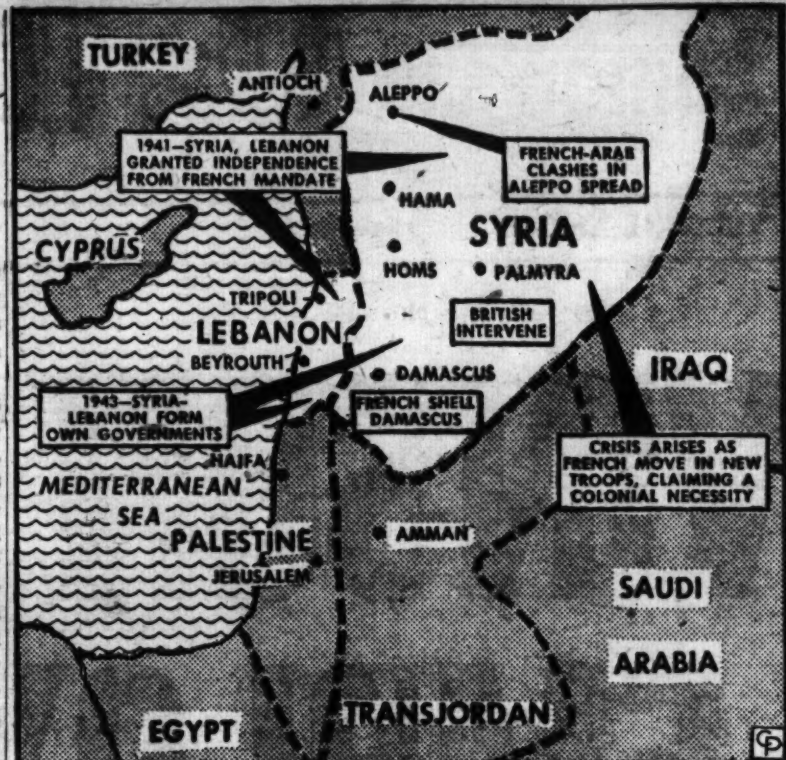 TURKEY
ANTIOCH
ALEPPO
1941—SYRIA, LEBANON
GRANTED INDEPENDENCE
FROM FRENCH MANDATE
FRENCH-ARAB
CLASHES IN
ALEPPO SPREAD
HAMA
CYPRUS
SYRIA
HOMS
PALMYRA
TRIPOLI
LEBANON
BRITISH
INTERVENE
BEYROUTH
DAMASCUS
IRAQ
1943—SYRIA-
LEBANON FORM
OWN GOVERNMENTS
FRENCH SHELL
DAMASCUS
CRISIS ARISES AS
FRENCH MOVE IN NEW
TROOPS, CLAIMING A
COLONIAL NECESSITY
HAIFA
MEDITERRANEAN
SEA
PALESTINE
AMMAN
JERUSALEM
SAUDI
ARABIA
TRANSJORDAN
EGYPT
CP